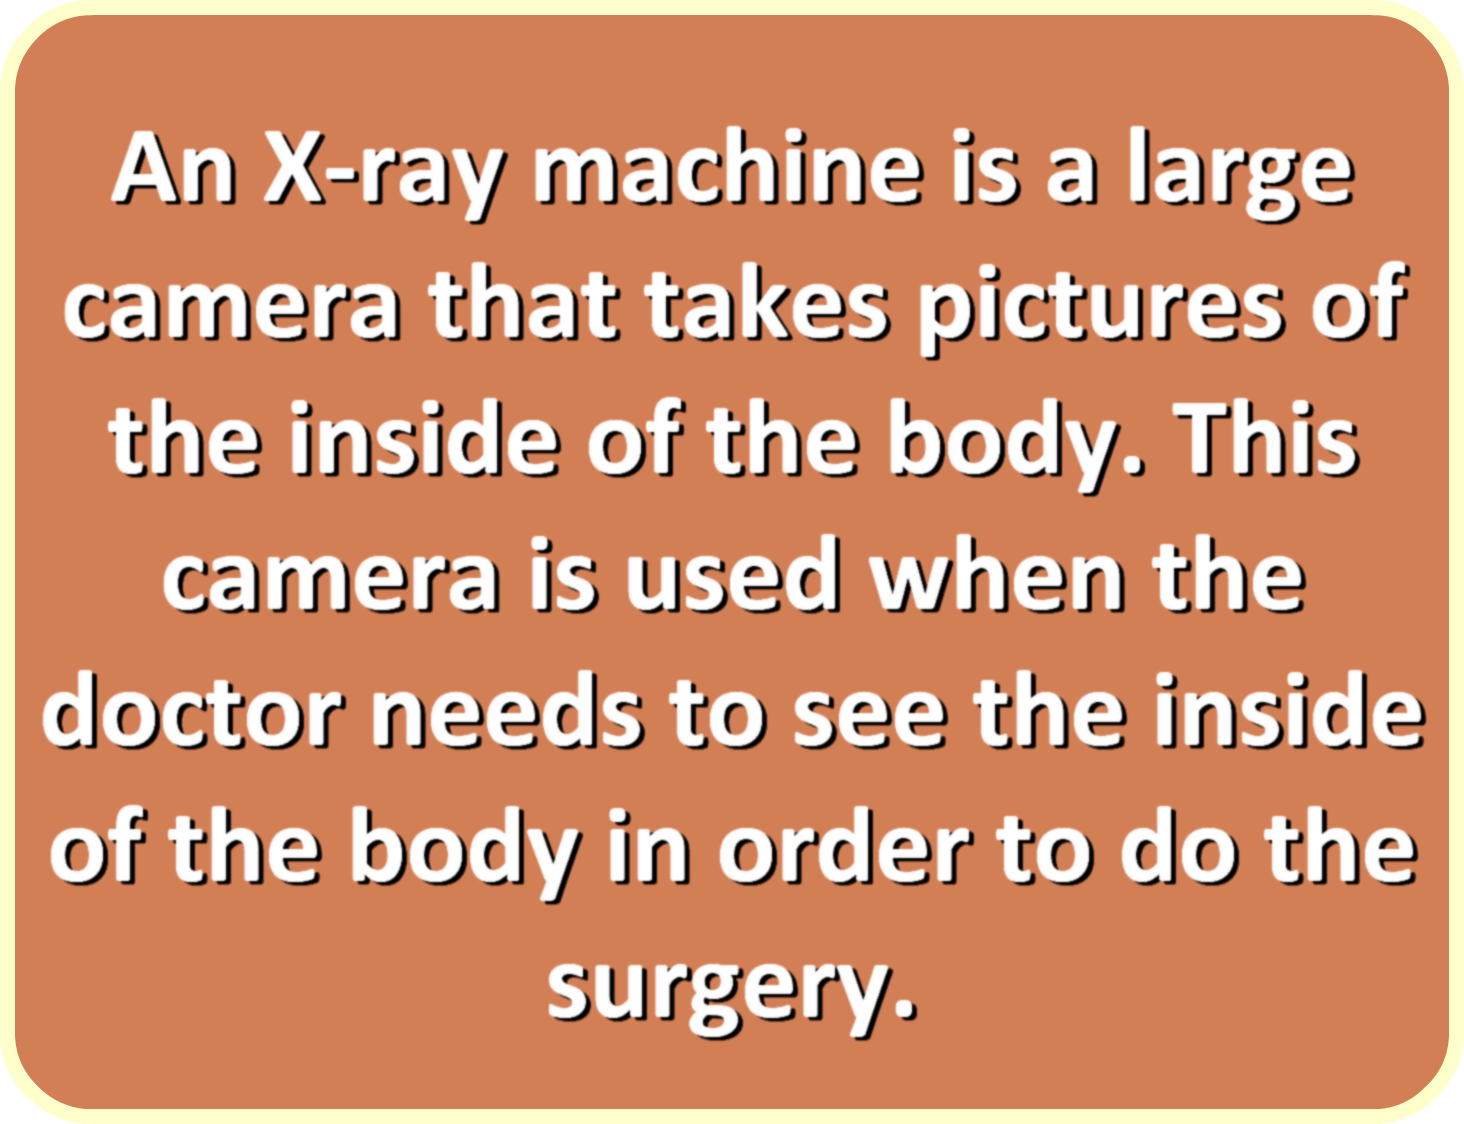 An X-ray machine is a large
camera that takes pictures of
the inside of the body. This
camera is used when the
doctor needs to see the inside
of the body in order to do the
surgery.